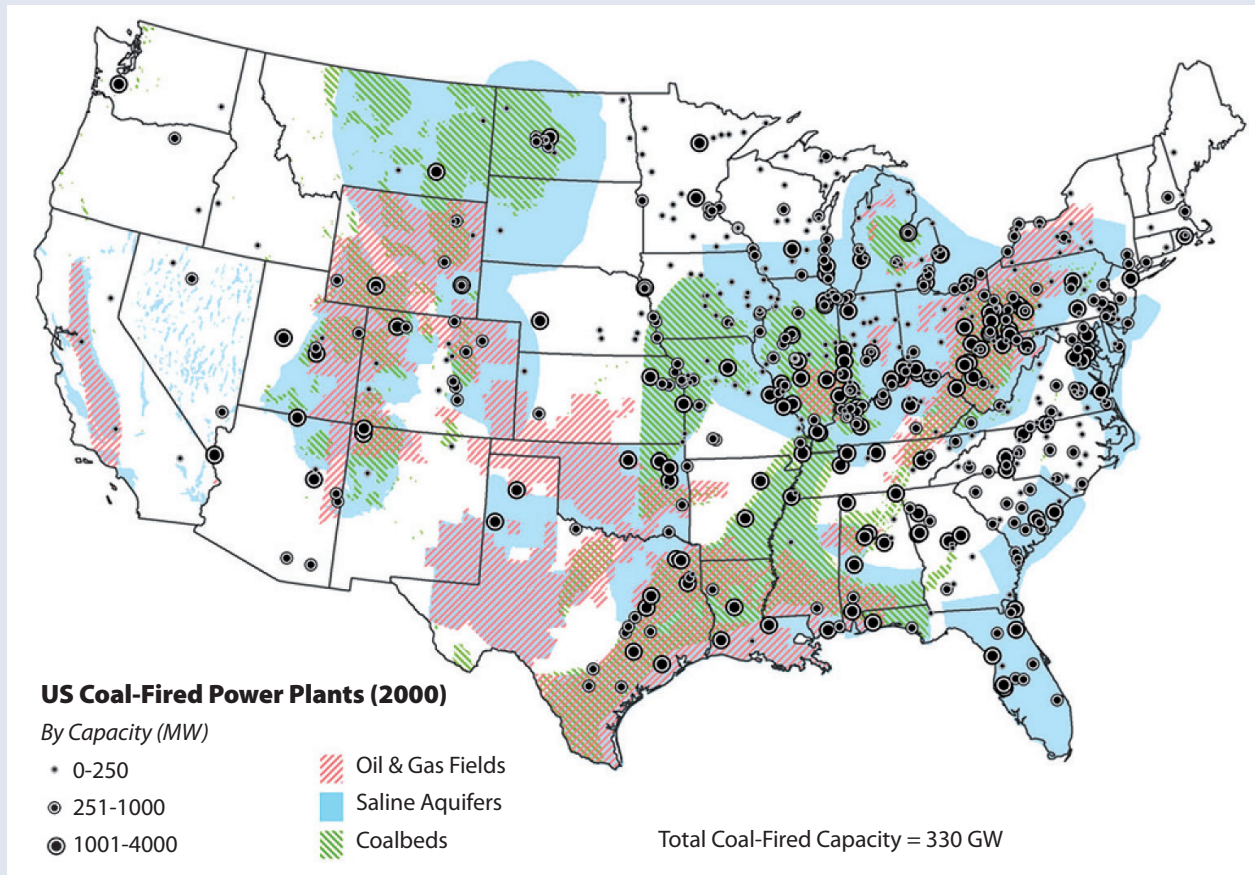 US Coal-Fired Power Plants (2000)
By Capacity (MW)
0-250
251-1000
1001-4000
Oil & Gas Fields
Saline Aquifers
Coalbeds
Total Coal-Fired Capacity = 330 GW